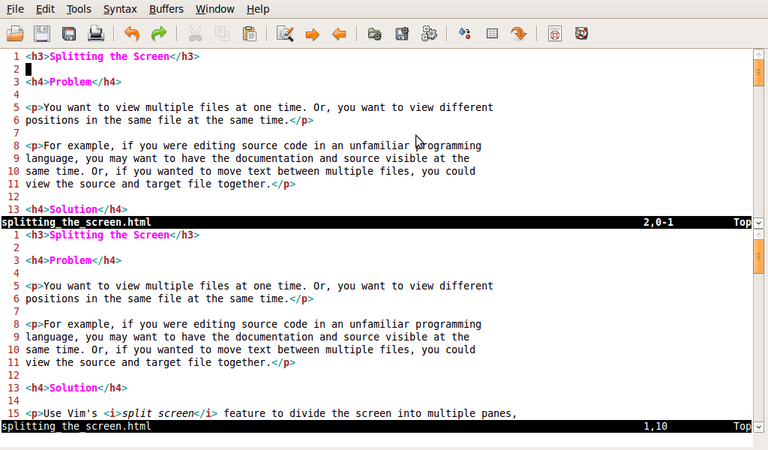 File Edit Tools Syntax Buffers Window Help
1 <h3>Splitting the Screen</h3>
2
3 <h4>Problem</h4>
4
5 <p>You want to view multiple files at one time. Or, you want to view different
6 positions in the same file at the same time.</p>
7
8 <p>For example, if you were editing source code in an unfamiliar programming
9 language, you may want to have the documentation and source visible at the
10 same time. Or, if you wanted to move text between multiple files, you could
11 view the source and target file together.</p>
12
13 <h4>Solution</h4>
splitting_the_screen.html 2,0-1 Top
1 <h3>Splitting the Screen</h3>
2
3 <h4>Problem</h4>
4
5 <p>You want to view multiple files at one time. Or, you want to view different
6 positions in the same file at the same time.</p>
7
8 <p>For example, if you were editing source code in an unfamiliar programming
9 language, you may want to have the documentation and source visible at the
10 same time. Or, if you wanted to move text between multiple files, you could
11 view the source and target file together.</p>
12
13 <h4>Solution</h4>
14
15 <p>Use Vim's <i>split screen</i> feature to divide the screen into multiple panes,
splitting_the_screen.html 1,10 Top